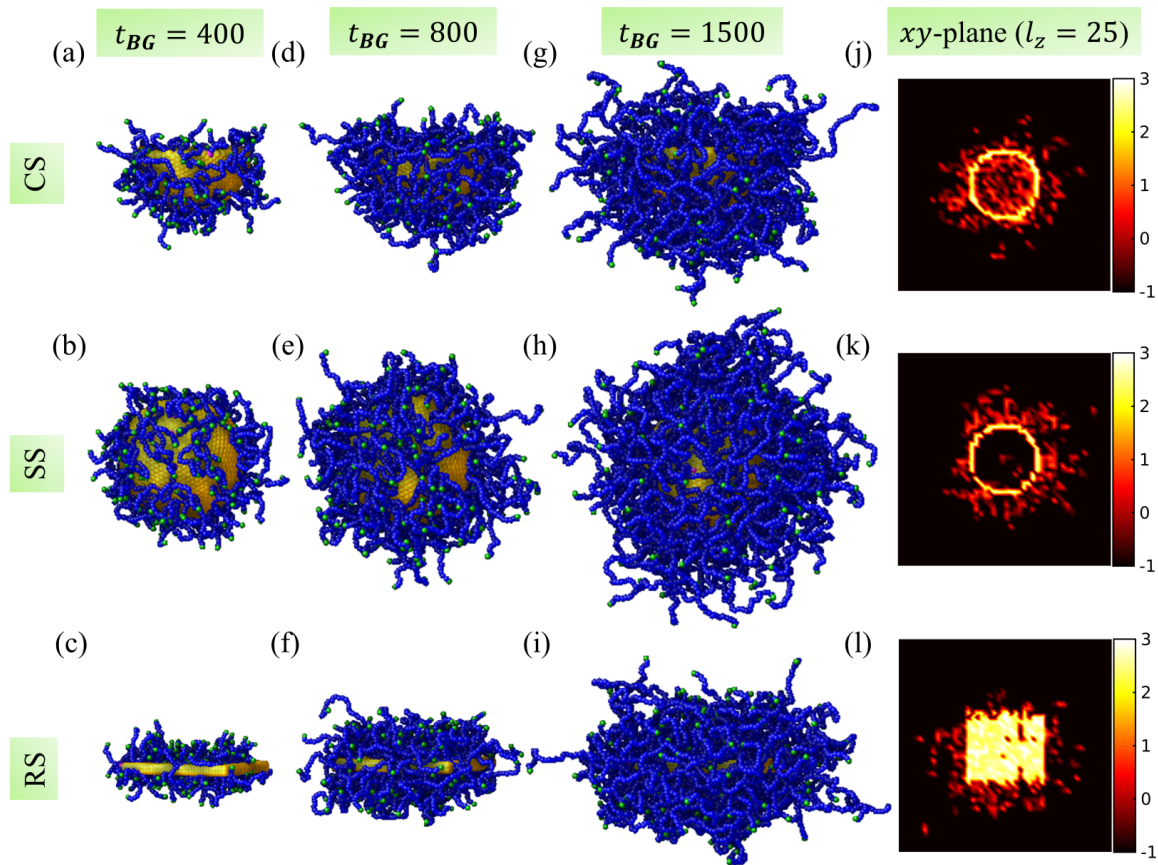 t_BG = 400
t_BG = 800
t_BG = 1500
xy-plane (l_z = 25)
(a)
(d)
(g)
(j)
CS
3
2
1
0
-1
(b)
(e)
(h)
(k)
SS
3
2
1
0
-1
(c)
(f)
(i)
(l)
RS
3
2
1
0
-1